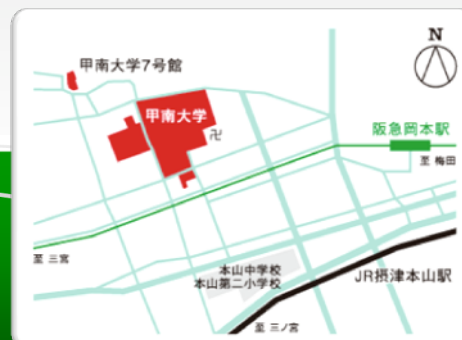 N
甲南大学7号館
甲南大学
卍
阪急岡本駅
至 梅田
至 三宮
本山中学校
本山第二小学校
JR摂津本山駅
至 三ノ宮